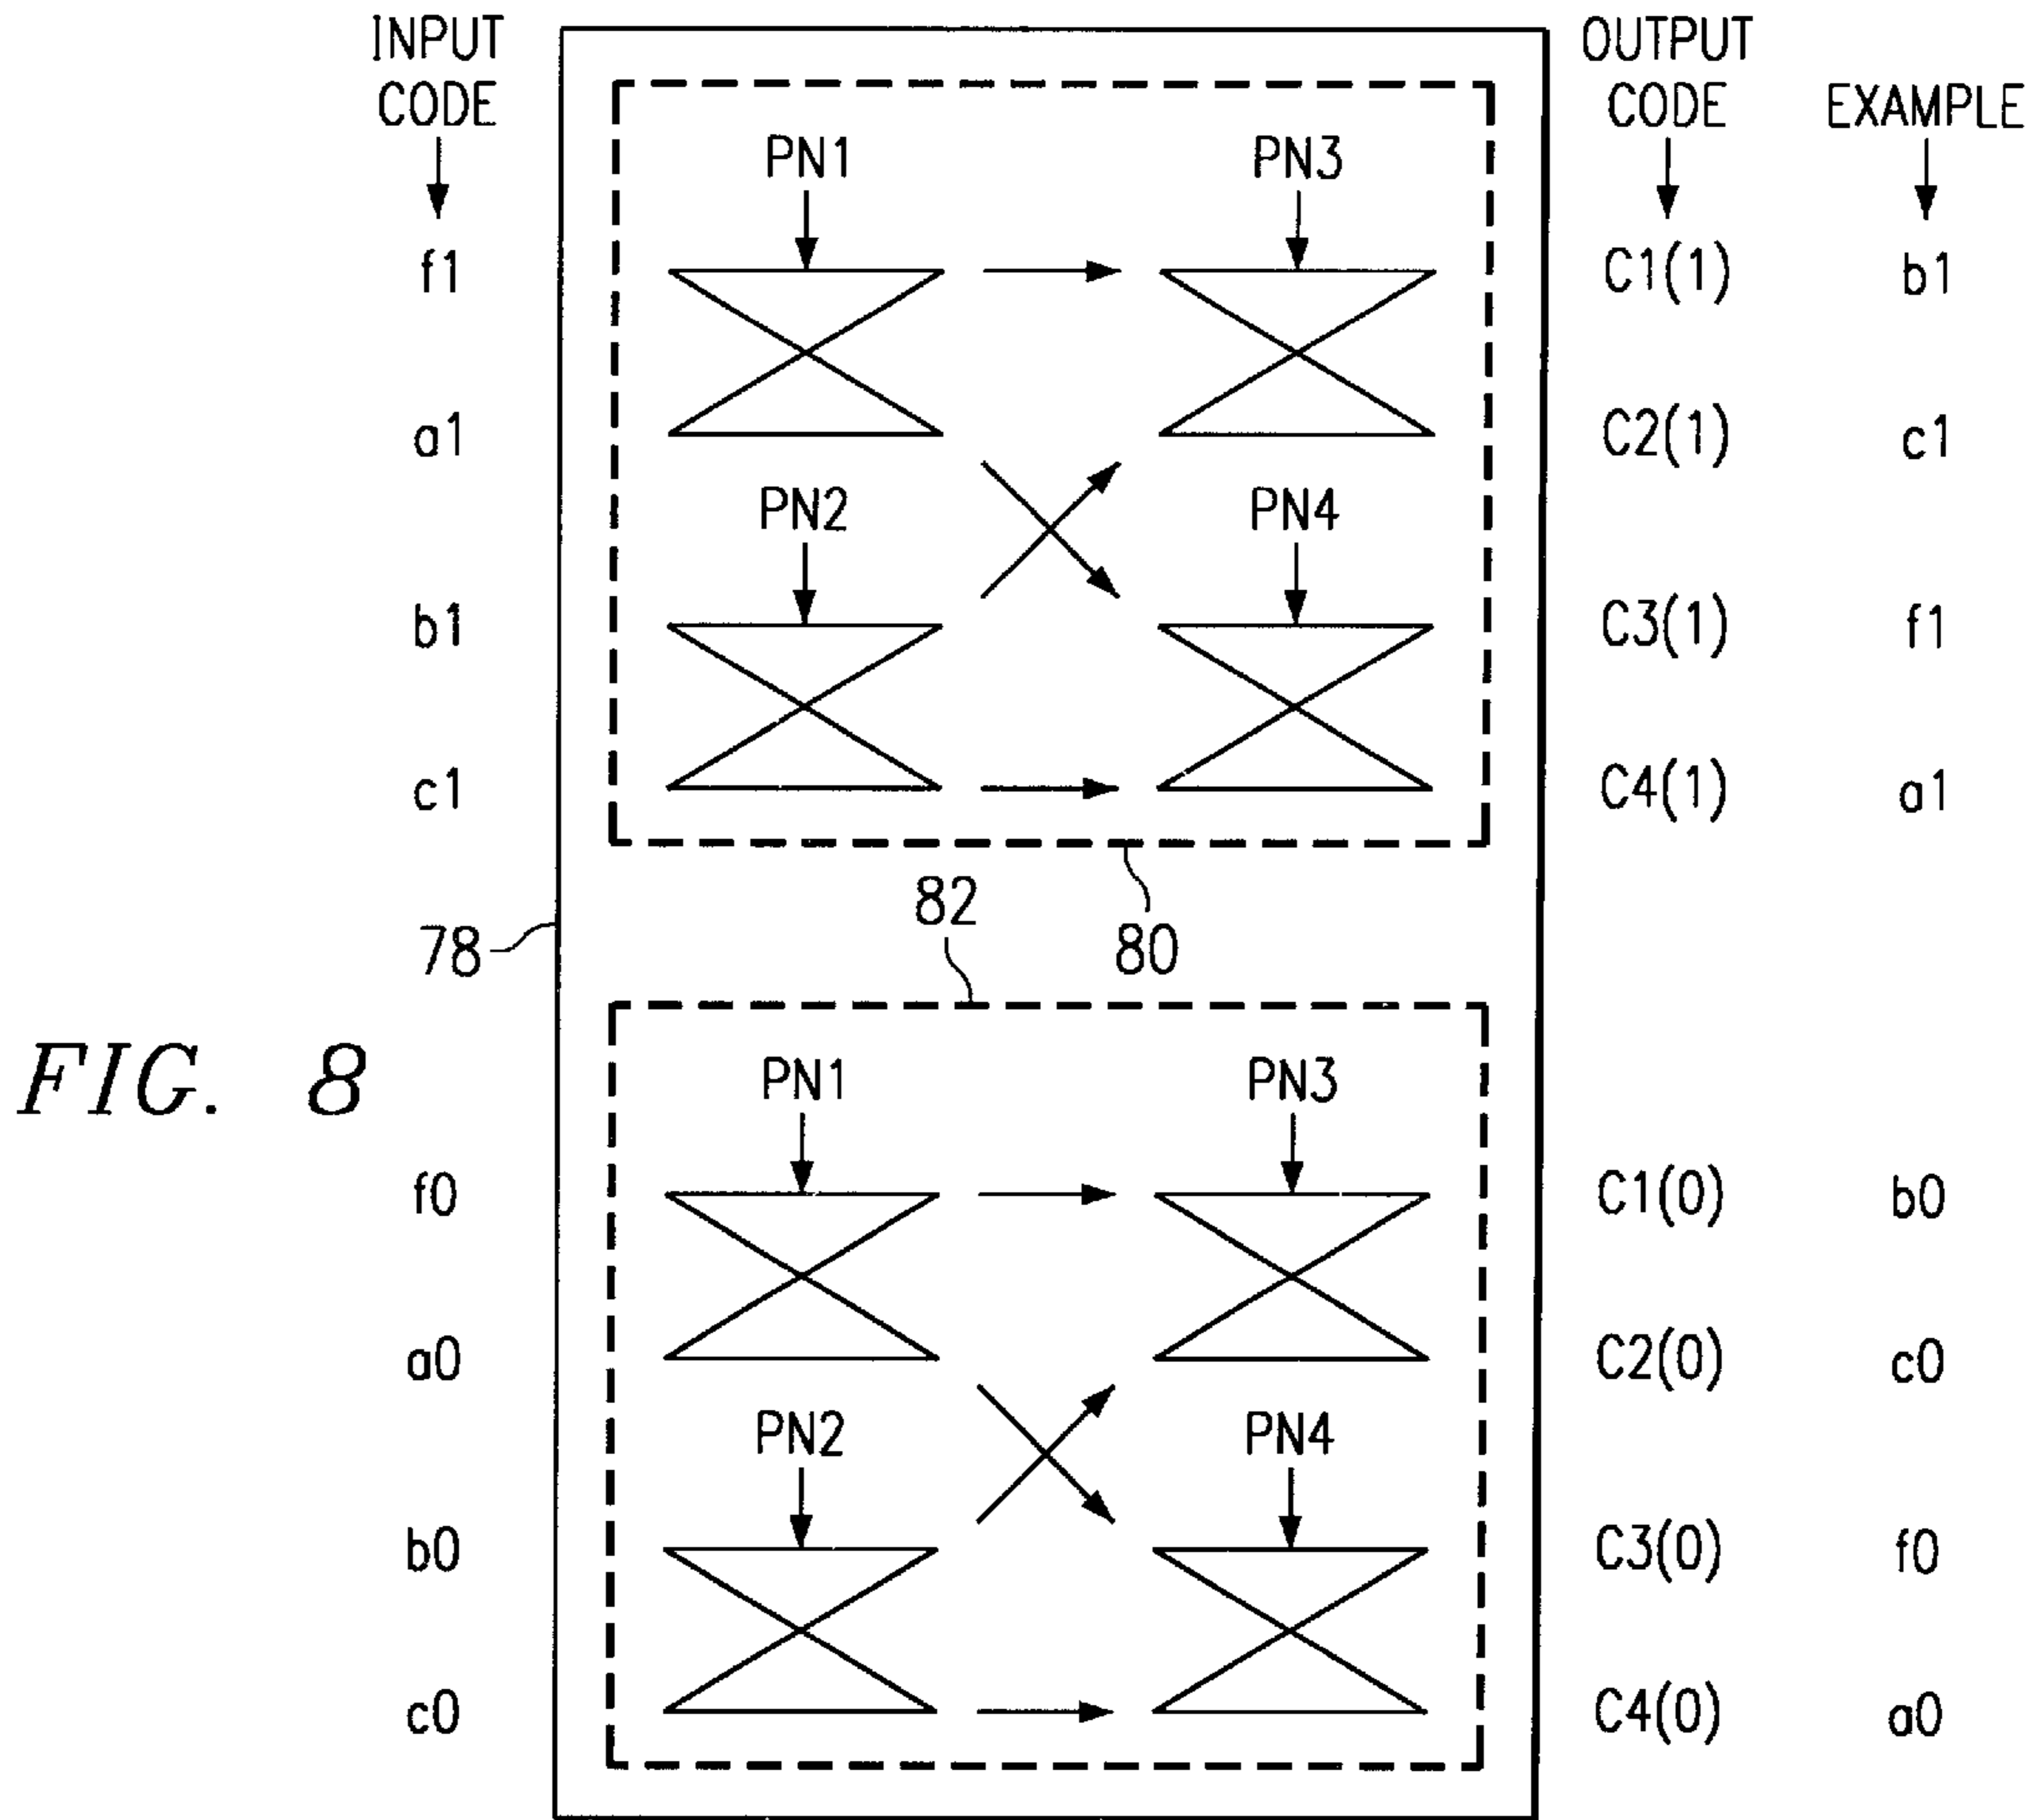 INPUT CODE
OUTPUT CODE
EXAMPLE
PN1 PN3
f1 C1(1) b1
a1 C2(1) c1
PN2 PN4
b1 C3(1) f1
c1 C4(1) a1
82
78 80
FIG. 8
PN1 PN3
f0 C1(0) b0
a0 C2(0) c0
PN2 PN4
b0 C3(0) f0
c0 C4(0) a0